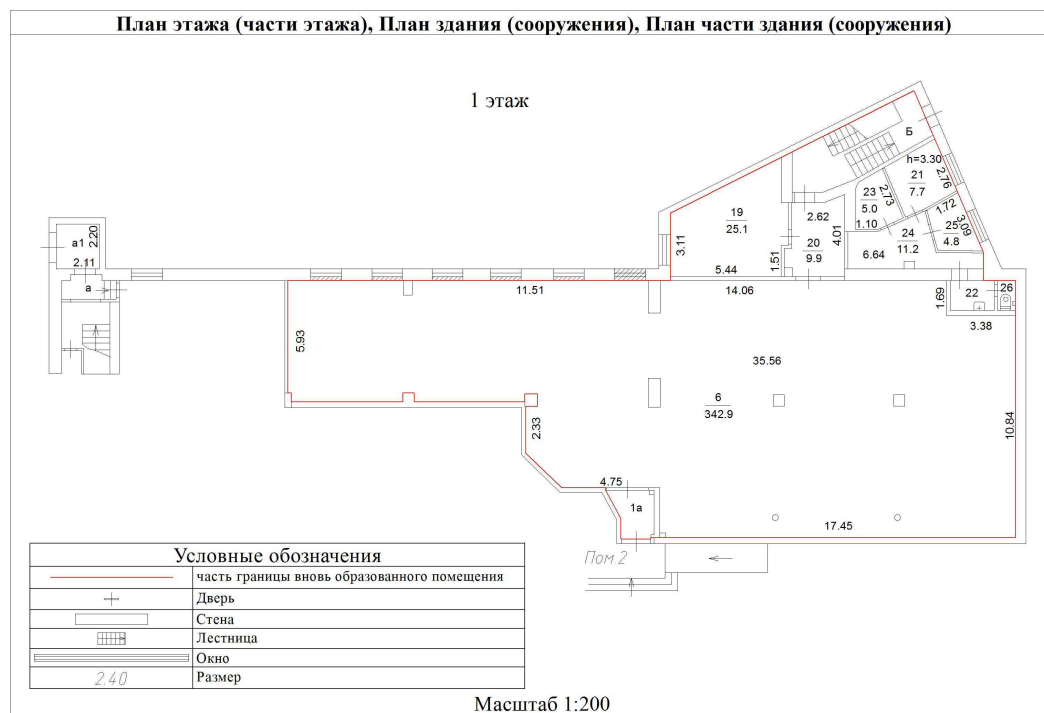 План этажа (части этажа), План здания (сооружения), План части здания (сооружения)
1 этаж
Б
h=3.30
21
7.7
2.76
23
5.0
2.73
1.72
1.10
3.09
25
4.8
24
11.2
19
25.1
2.62
4.01
20
9.9
6.64
3.11
5.44
1.51
а1
2.20
2.11
а
11.51
14.06
1.69
22
26
3.38
5.93
35.56
6
342.9
10.84
2.33
4.75
1а
17.45
Пом.2
Условные обозначения
часть границы вновь образованного помещения
Дверь
Стена
Лестница
Окно
2.40 Размер
Масштаб 1:200